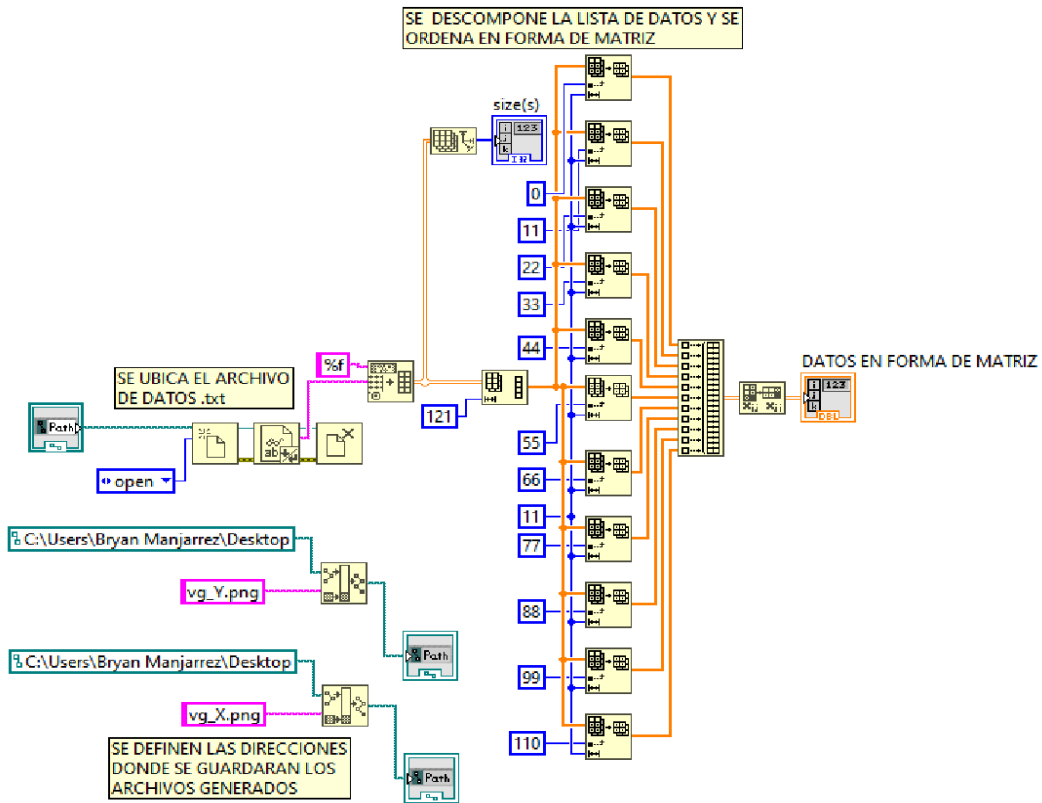 SE DESCOMPONE LA LISTA DE DATOS Y SE
ORDENA EN FORMA DE MATRIZ
size(s)
123
I32
0
11
22
33
44
%f
DATOS EN FORMA DE MATRIZ
SE UBICA EL ARCHIVO
DE DATOS .txt
123
DBL
121
Path
ab
55
open
66
11
C:\Users\Bryan Manjarrez\Desktop
77
vg_Y.png
88
Path
C:\Users\Bryan Manjarrez\Desktop
99
vg_X.png
110
SE DEFINEN LAS DIRECCIONES
DONDE SE GUARDARAN LOS
ARCHIVOS GENERADOS
Path